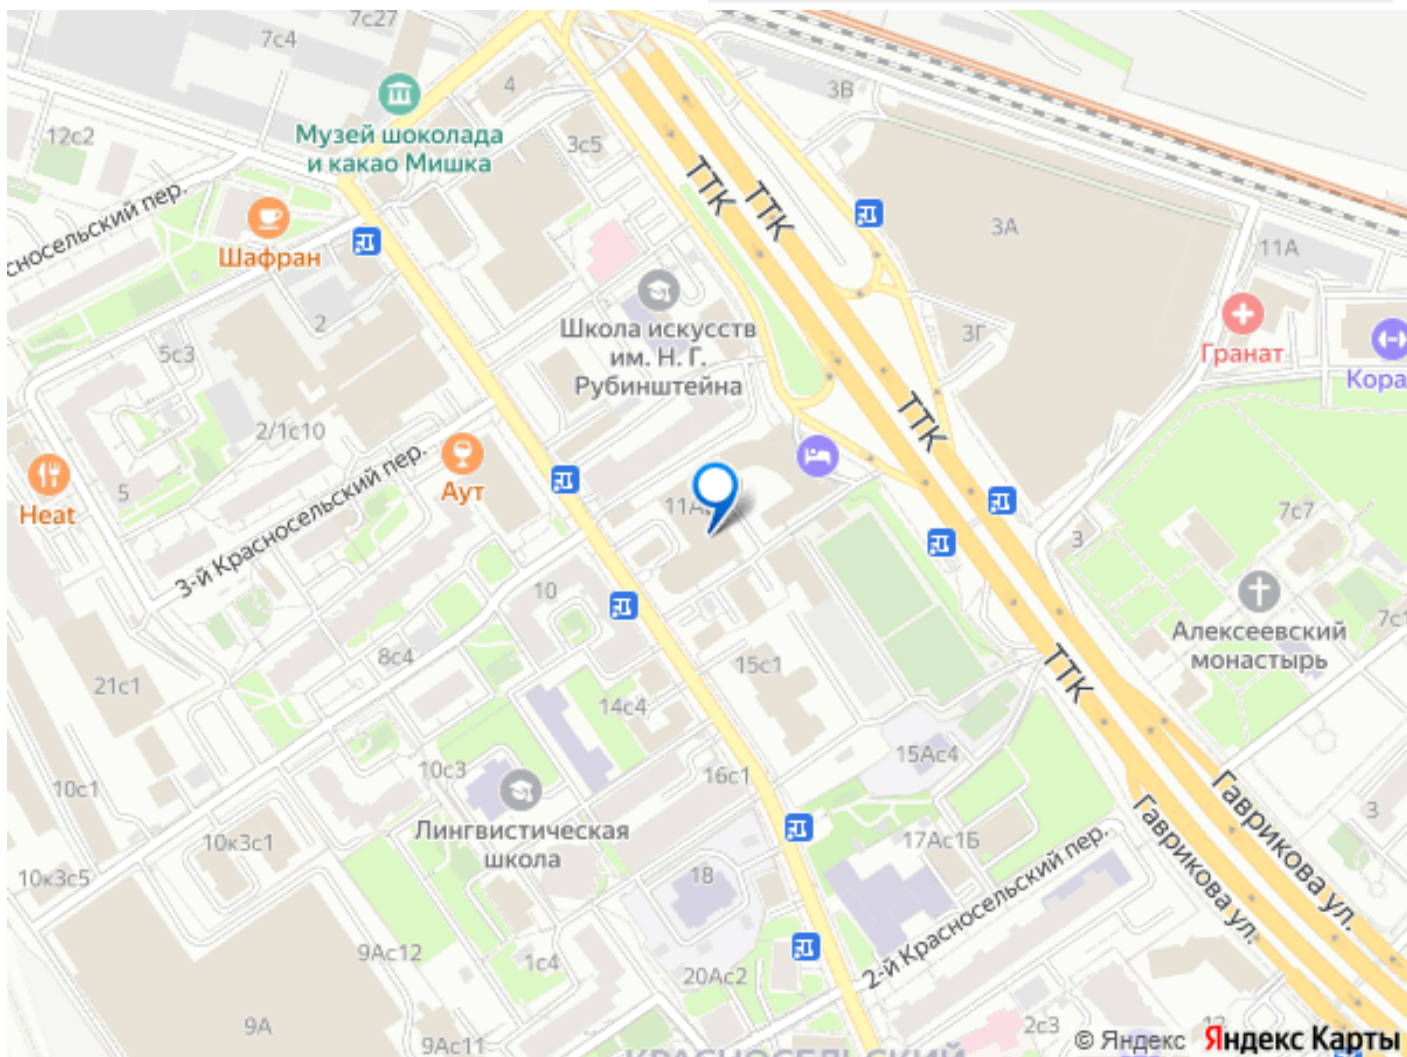 7с27
7с4
4
3В
12с2
Музей шоколада
и какао Мишка
3с5
ТТК
ТТК
сносельский пер.
Шафран
3А
11А
2
Школа искусств
им. Н. Г.
Рубинштейна
3Г
Гранат
Кора
5с3
ТТК
2/1с10
Аут
5
Heat
3-й Красносельский пер.
7с7
3
10
Алексеевский
монастырь
7с1
8с4
15с1
ТТК
21с1
14с4
15Ас4
10с3
16с1
10с1
Гаврикова ул.
Гаврикова ул.
3
Лингвистическая
школа
10к3с1
17Ас1Б
10к3с5
18
2-й Красносельский пер.
9Ас12
1с4
20Ас2
9А
2с3
9Ас11
КРАСНОСЕЛЬСКИЙ
© Яндекс Яндекс Карты